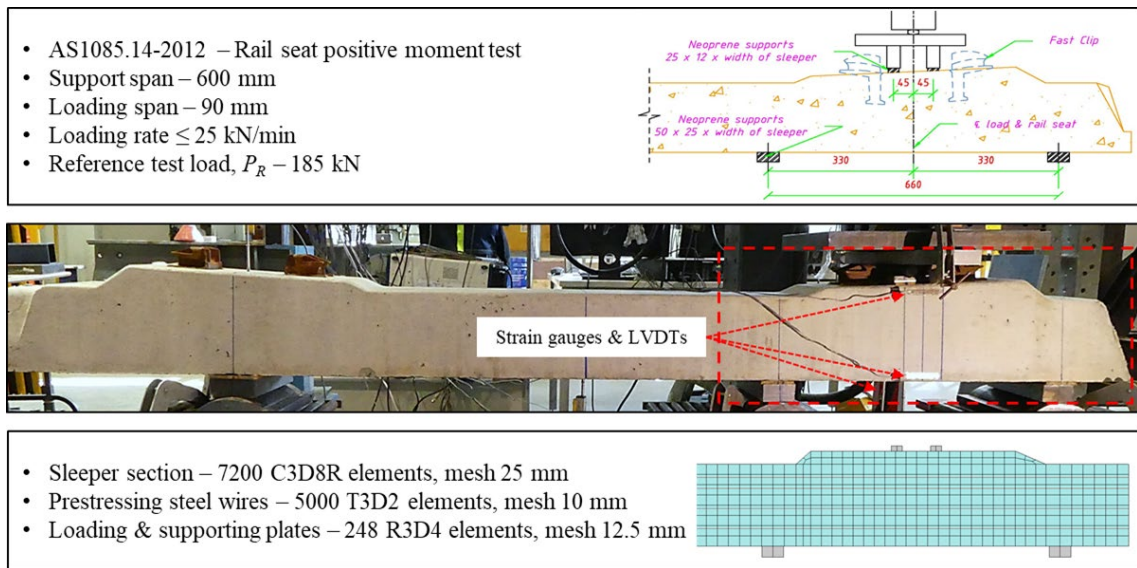 • AS1085.14-2012 – Rail seat positive moment test
• Support span – 600 mm
• Loading span – 90 mm
• Loading rate ≤ 25 kN/min
• Reference test load, P_R – 185 kN
Neoprene supports
25 x 12 x width of sleeper
Fast Clip
45 45
Neoprene supports
50 x 25 x width of sleeper
℄ load & rail seat
330 330
660
Strain gauges & LVDTs
• Sleeper section – 7200 C3D8R elements, mesh 25 mm
• Prestressing steel wires – 5000 T3D2 elements, mesh 10 mm
• Loading & supporting plates – 248 R3D4 elements, mesh 12.5 mm